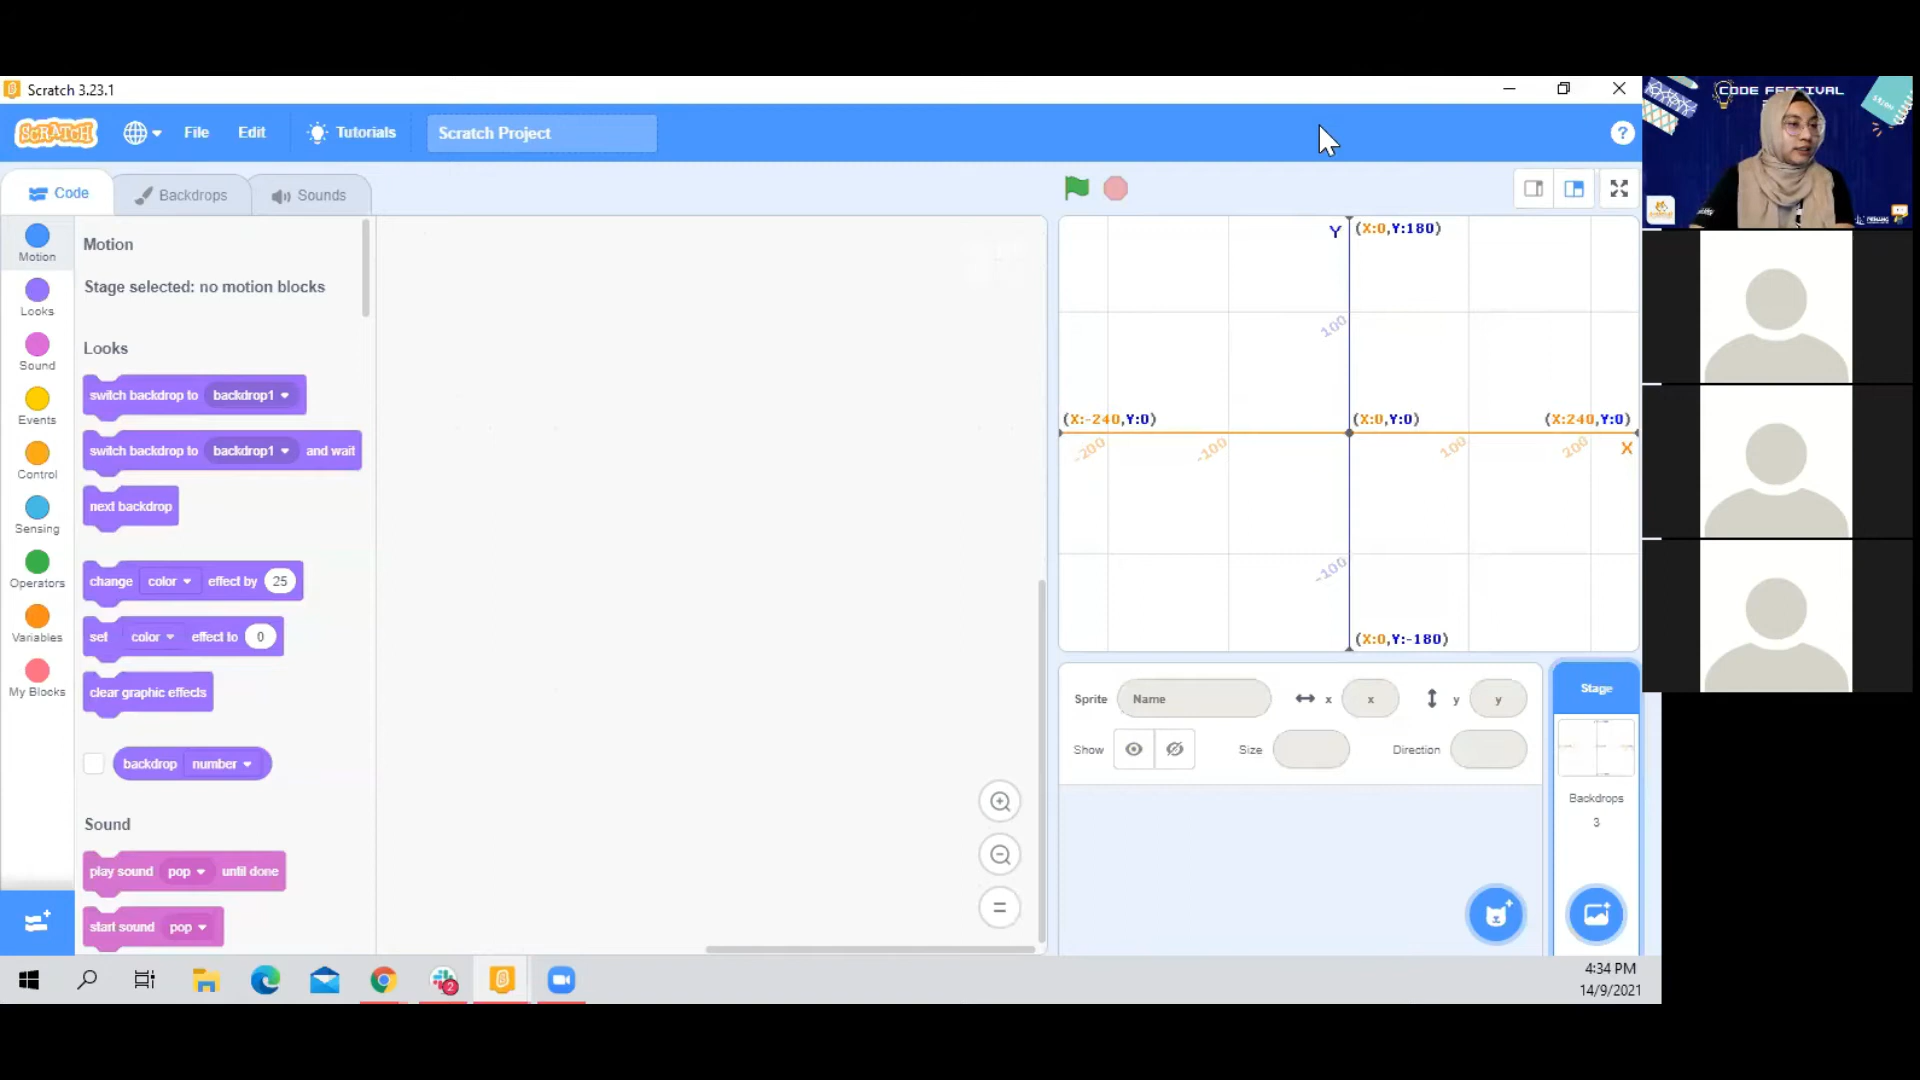 Scratch 3.23.1
SCRATCH
File
Edit
Tutorials
Scratch Project
?
Code
Backdrops
Sounds
Motion
Looks
Sound
Events
Control
Sensing
Operators
Variables
My Blocks
Motion
Stage selected: no motion blocks
Looks
switch backdrop to backdrop1
switch backdrop to backdrop1 and wait
next backdrop
change color effect by 25
set color effect to 0
clear graphic effects
backdrop number
Sound
play sound pop until done
start sound pop
Y
(X:0,Y:180)
100
(X:-240,Y:0)
(X:0,Y:0)
(X:240,Y:0)
-200
-100
100
200
X
-100
(X:0,Y:-180)
Sprite
Name
x
x
y
y
Show
Size
Direction
Stage
Backdrops
3
2
4:34 PM
14/9/2021
CODE FESTIVAL